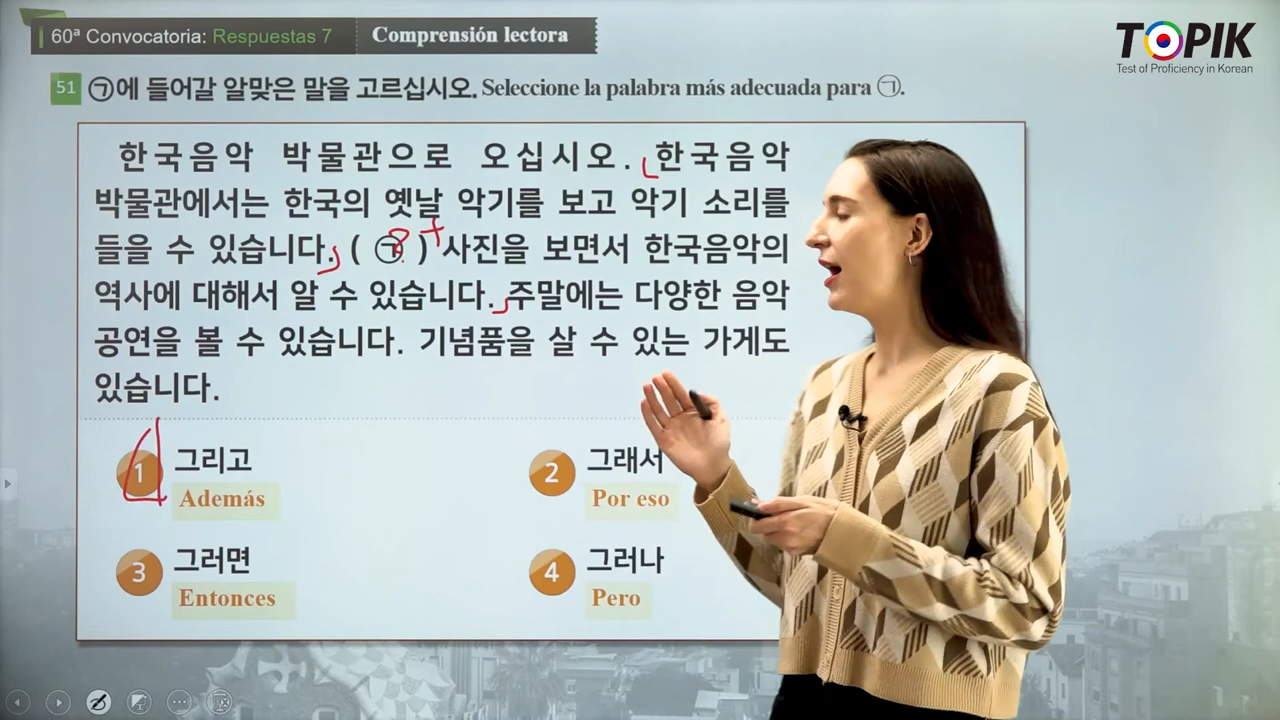 60ª Convocatoria: Respuestas 7
Comprensión lectora
TOPIK
Test of Proficiency in Korean
51 ㉠에 들어갈 알맞은 말을 고르십시오. Seleccione la palabra más adecuada para ㉠.
한국음악 박물관으로 오십시오. 한국음악
박물관에서는 한국의 옛날 악기를 보고 악기 소리를
들을 수 있습니다. ( ㉠ ) 사진을 보면서 한국음악의
역사에 대해서 알 수 있습니다. 주말에는 다양한 음악
공연을 볼 수 있습니다. 기념품을 살 수 있는 가게도
있습니다.
1 그리고
Además
2 그래서
Por eso
3 그러면
Entonces
4 그러나
Pero